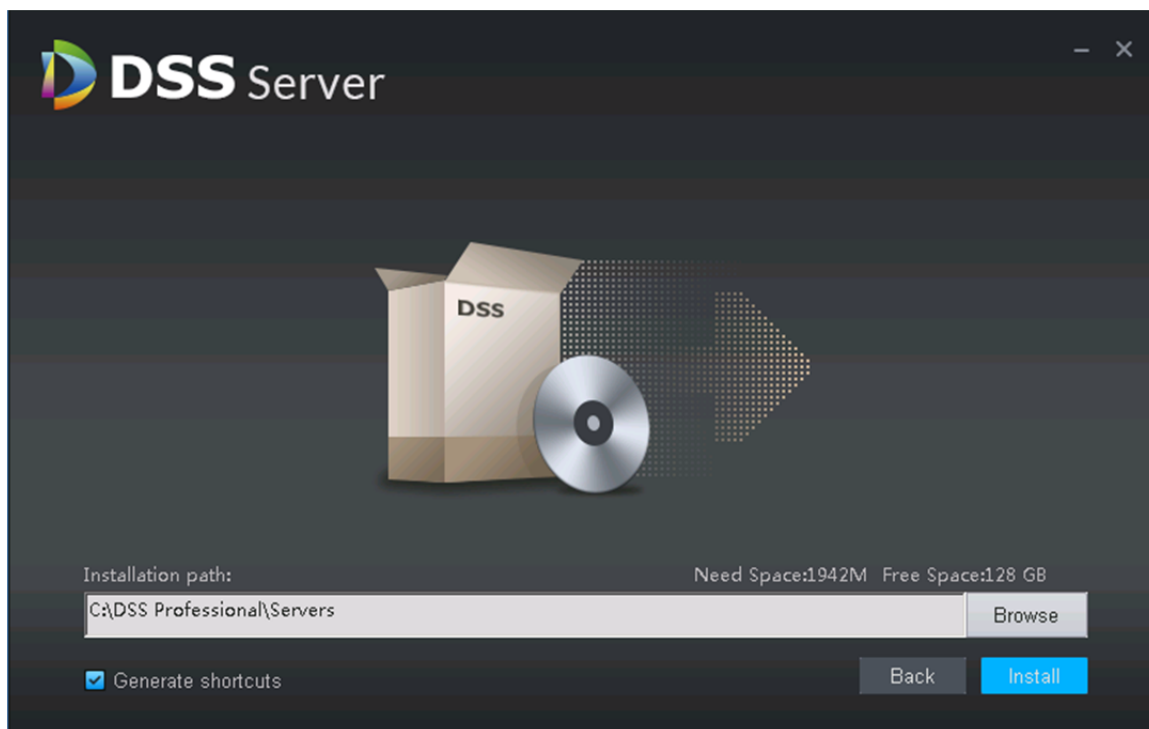 DSS Server
DSS
Installation path:
Need Space:1942M Free Space:128 GB
C:\DSS Professional\Servers
Browse
Generate shortcuts
Back
Install